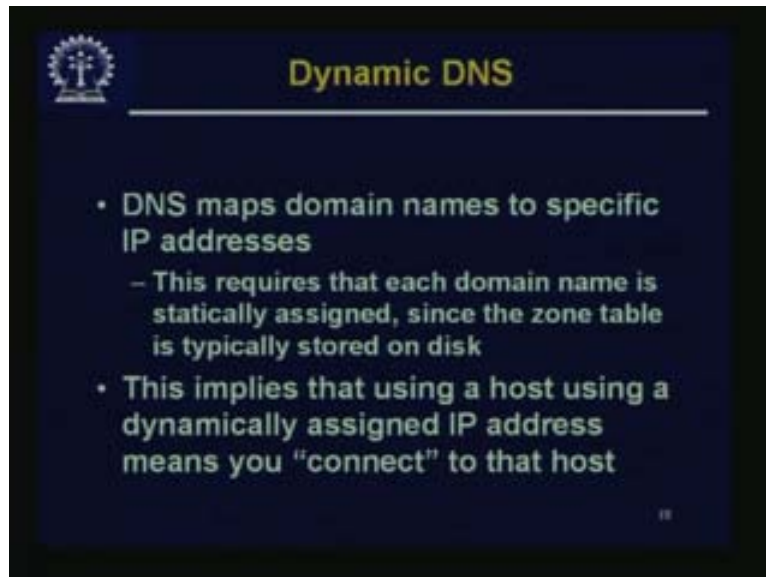 Dynamic DNS
• DNS maps domain names to specific
IP addresses
– This requires that each domain name is
statically assigned, since the zone table
is typically stored on disk
• This implies that using a host using a
dynamically assigned IP address
means you “connect” to that host